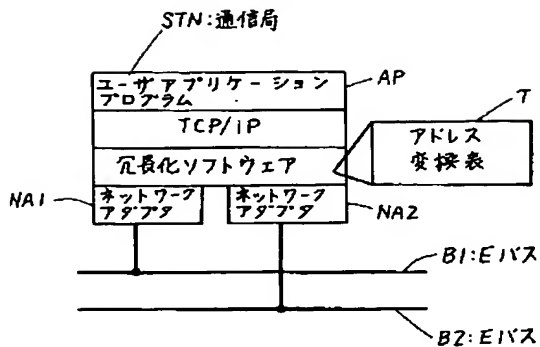 STN:通信局
ユーザアプリケーション
プログラム
AP
TCP/IP
T
アドレス
変換表
冗長化ソフトウェア
NA1
ネットワーク
アダプタ
ネットワーク
アダプタ
NA2
B1:Eバス
B2:Eバス